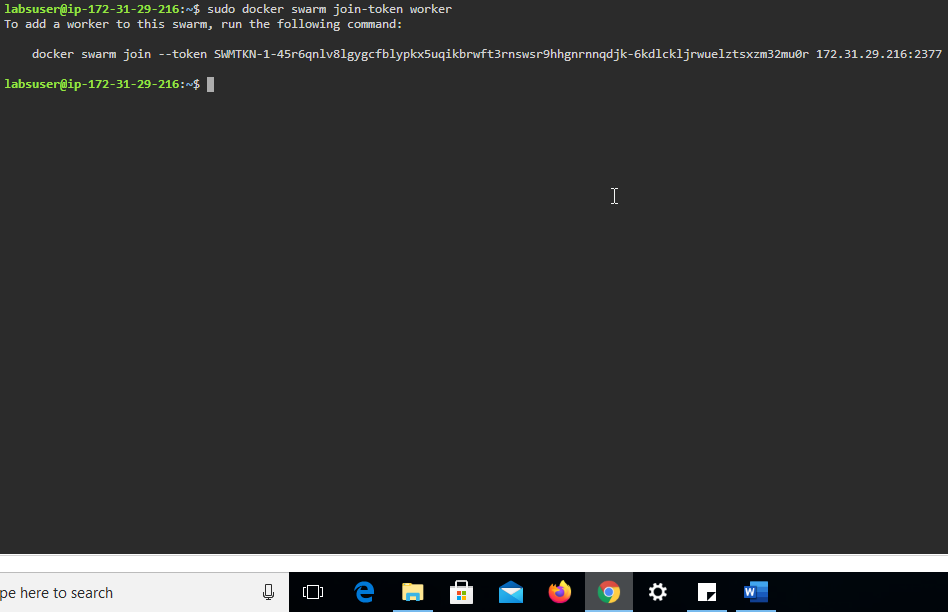 labsuser@ip-172-31-29-216:~$ sudo docker swarm join-token worker
To add a worker to this swarm, run the following command:
docker swarm join --token SWMTKN-1-45r6qnlv8lgygcfblypkx5uqikbrwft3rnswsr9hhgnrnnqdjk-6kdlckljrwuelztsxzm32mu0r 172.31.29.216:2377
labsuser@ip-172-31-29-216:~$
pe here to search